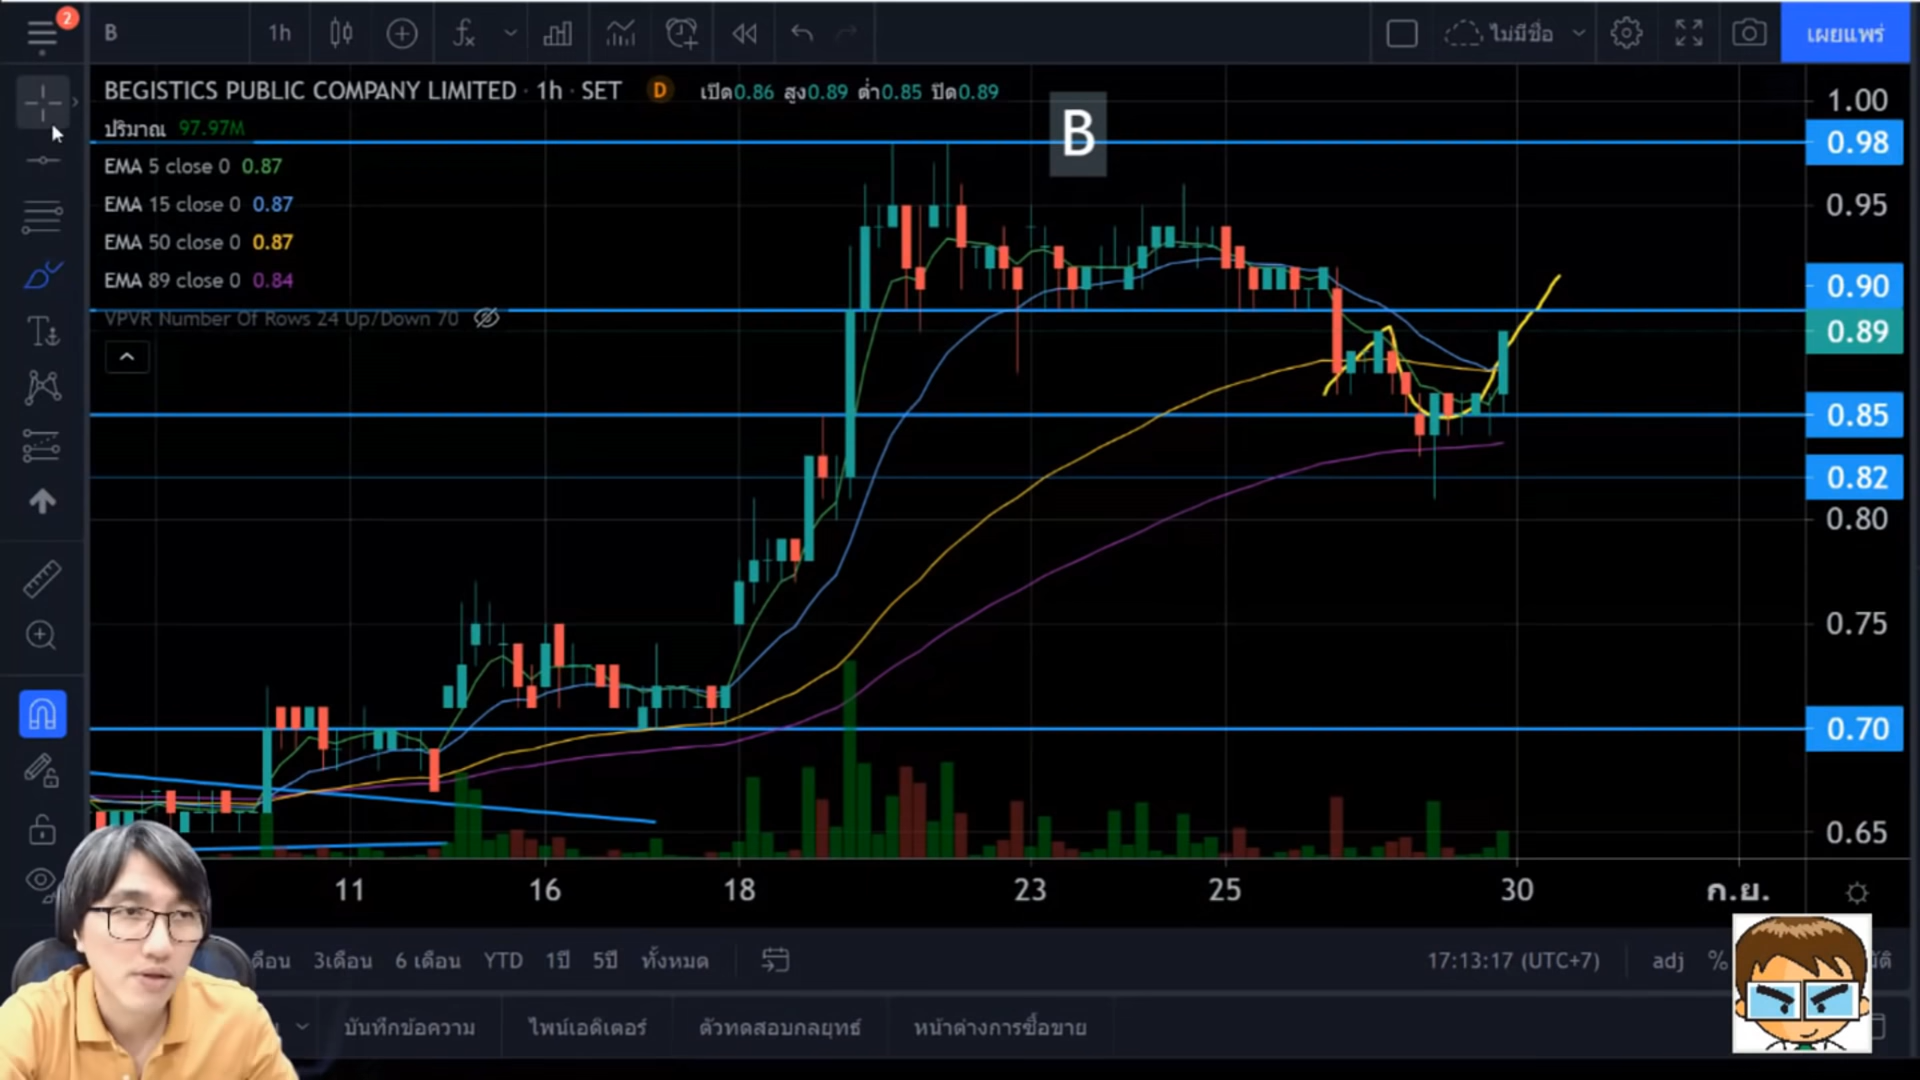 2
B
1h
ไม่มีชื่อ
เผยแพร่
BEGISTICS PUBLIC COMPANY LIMITED · 1h · SET
D
เปิด0.86 สูง0.89 ต่ำ0.85 ปิด0.89
ปริมาณ 97.97M
EMA 5 close 0 0.87
EMA 15 close 0 0.87
EMA 50 close 0 0.87
EMA 89 close 0 0.84
VPVR Number Of Rows 24 Up/Down 70
B
1.00
0.98
0.95
0.90
0.89
0.85
0.82
0.80
0.75
0.70
0.65
11 16 18 23 25 30 ก.ย.
ดือน 3เดือน 6 เดือน YTD 1ปี 5ปี ทั้งหมด
17:13:17 (UTC+7)
adj %
บันทึกข้อความ ไพน์เอดิเตอร์ ตัวทดสอบกลยุทธ์ หน้าต่างการซื้อขาย